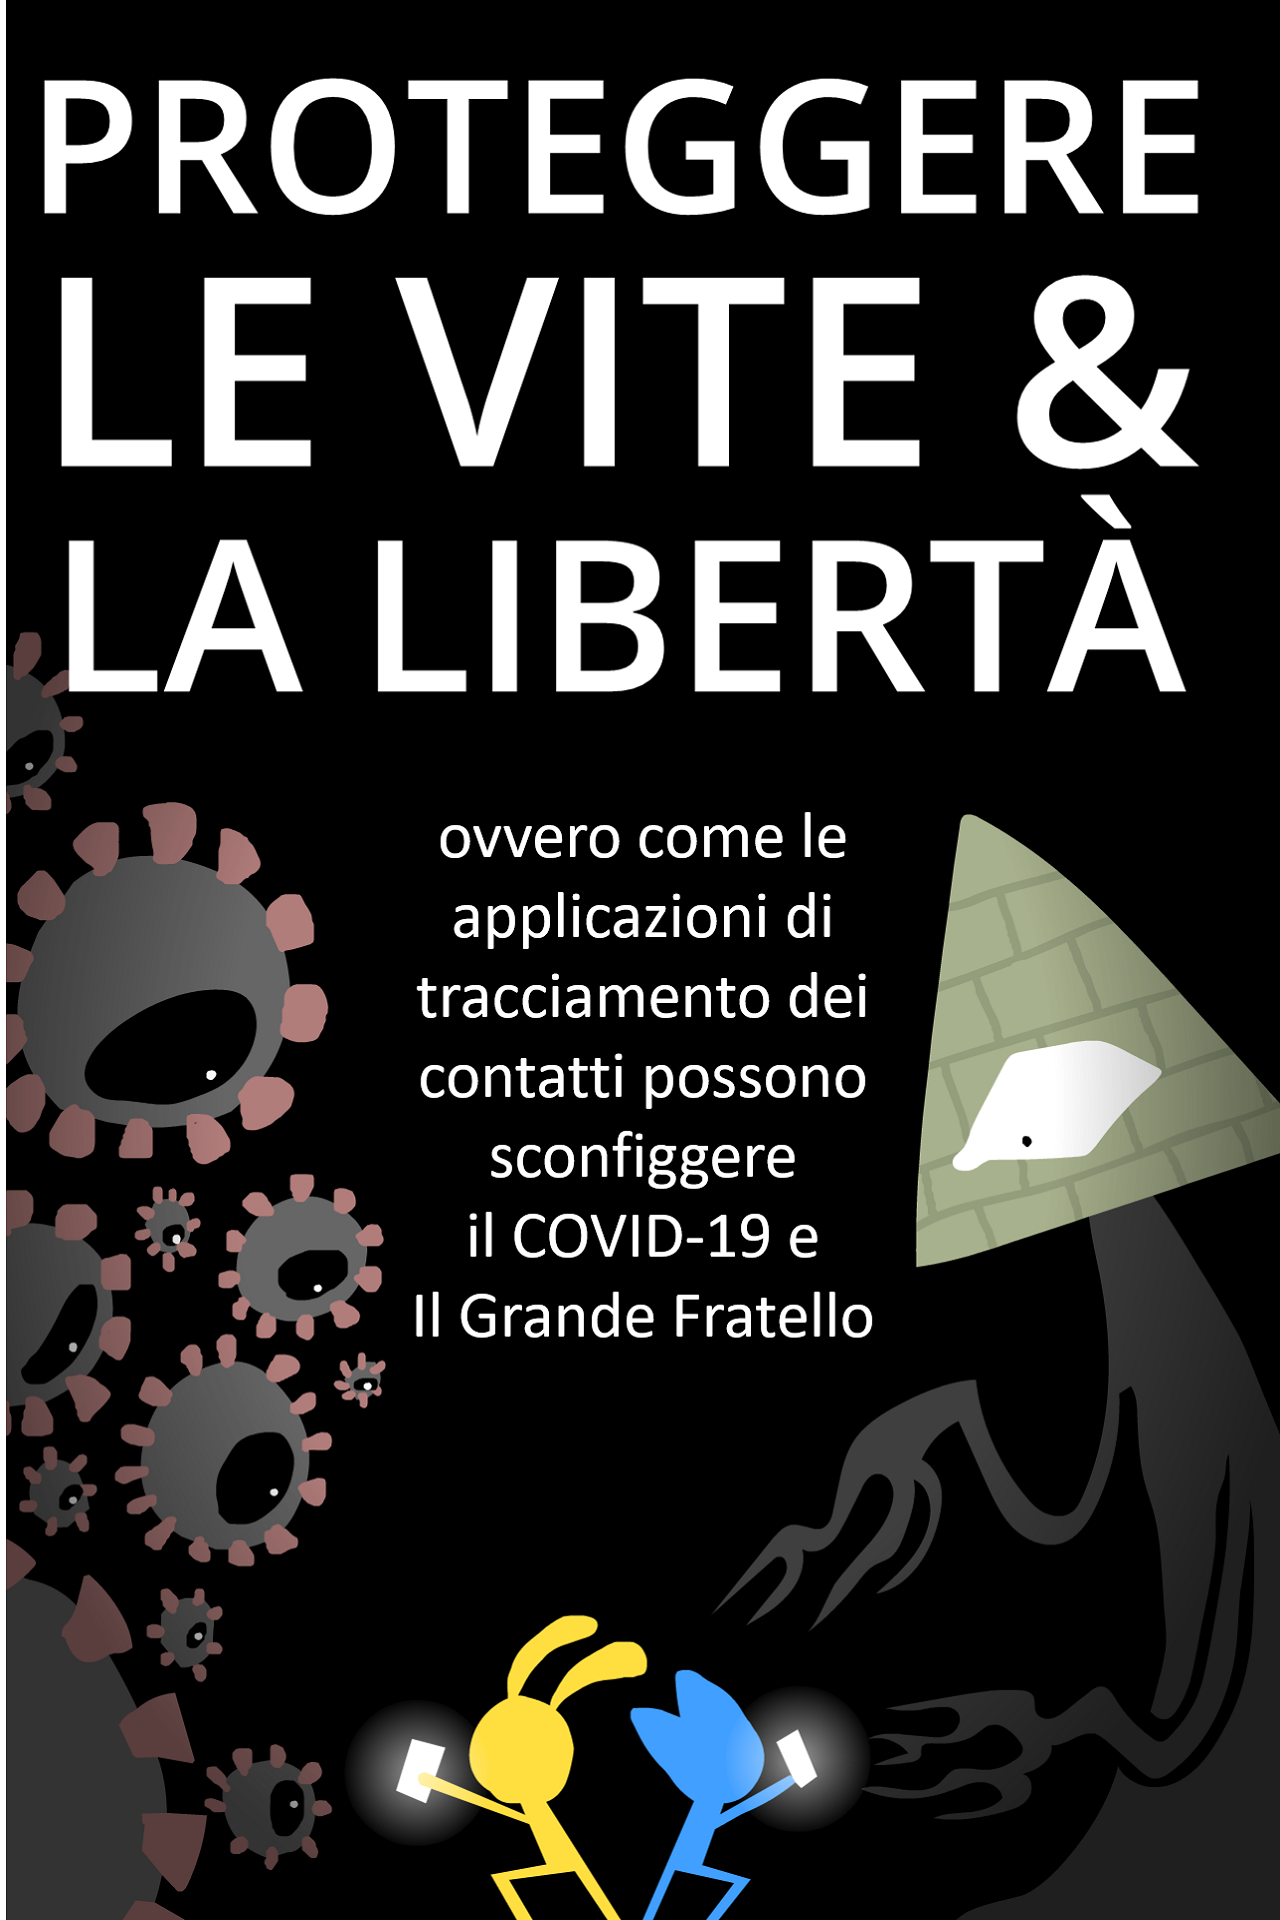 PROTEGGERE
LE VITE &
LA LIBERTÀ
ovvero come le
applicazioni di
tracciamento dei
contatti possono
sconfiggere
il COVID-19 e
Il Grande Fratello